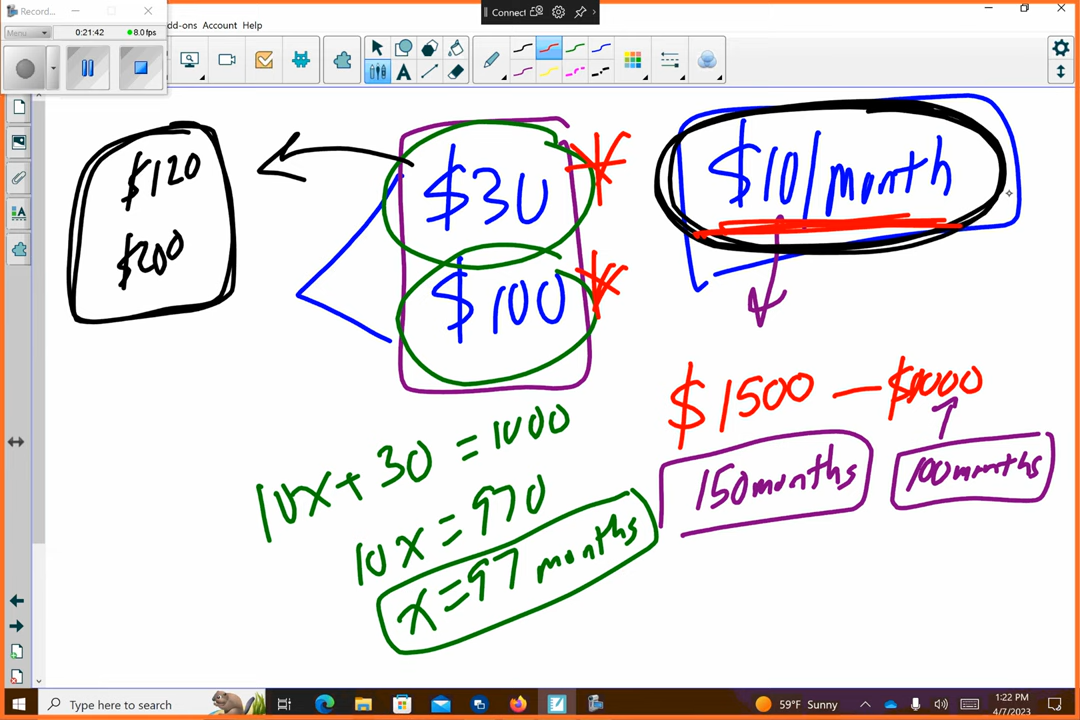 Record...
Menu
0:21:42
8.0 fps
dd-ons
Account
Help
Connect
$120
$200
$30
$100
$10/month
$1500 — $1000
150 months
100 months
10x + 30 = 1000
10x = 970
x = 97 months
Type here to search
59°F Sunny
1:22 PM
4/7/2023